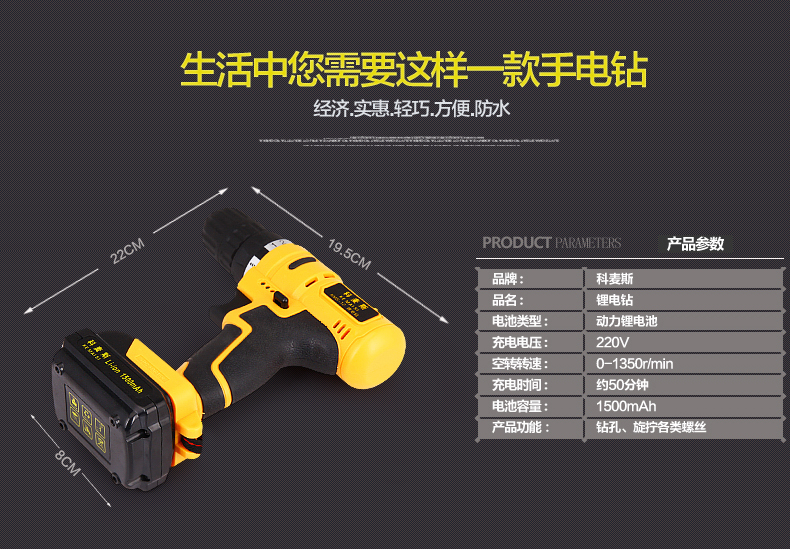 生活中您需要这样一款手电钻
经济.实惠.轻巧.方便.防水
22CM
19.5CM
8CM
科麦斯
科麦斯 Li-ion 1500mAh
KEMAISI
PRODUCT PARAMETERS 产品参数
品牌： 科麦斯
品名： 锂电钻
电池类型： 动力锂电池
充电电压： 220V
空转转速： 0-1350r/min
充电时间： 约50分钟
电池容量： 1500mAh
产品功能： 钻孔、旋拧各类螺丝